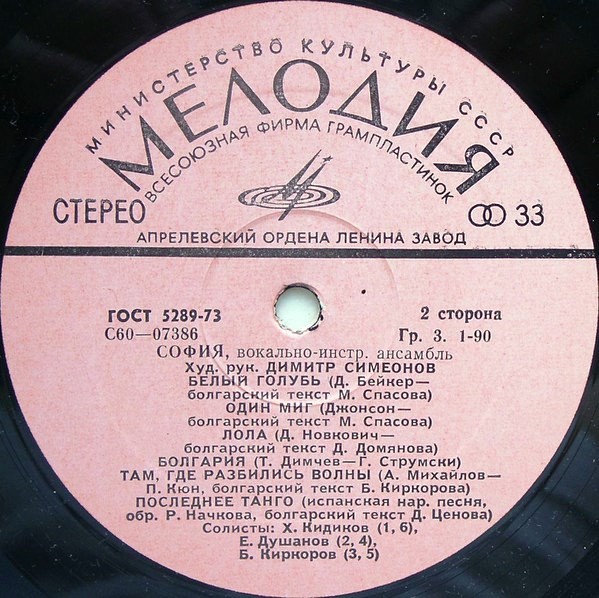 МИНИСТЕРСТВО КУЛЬТУРЫ СССР
МЕЛОДИЯ
ВСЕСОЮЗНАЯ ФИРМА ГРАМПЛАСТИНОК
СТЕРЕО 33
АПРЕЛЕВСКИЙ ОРДЕНА ЛЕНИНА ЗАВОД
ГОСТ 5289-73 2 сторона
С60—07386 Гр. 3. 1-90
СОФИЯ, вокально-инстр. ансамбль
Худ. рук. ДИМИТР СИМЕОНОВ
БЕЛЫЙ ГОЛУБЬ (Д. Бейкер—
болгарский текст М. Спасова)
ОДИН МИГ (Джонсон—
болгарский текст М. Спасова)
ЛОЛА (Д. Новкович—
болгарский текст Д. Домянова)
БОЛГАРИЯ (Т. Димчев—Г. Струмски)
ТАМ, ГДЕ РАЗБИЛИСЬ ВОЛНЫ (А. Михайлов—
П. Кюн, болгарский текст Б. Киркорова)
ПОСЛЕДНЕЕ ТАНГО (испанская нар. песня,
обр. Р. Начкова, болгарский текст Д. Ценова)
Солисты: Х. Кидиков (1, 6),
Е. Душанов (2, 4),
Б. Киркоров (3, 5)